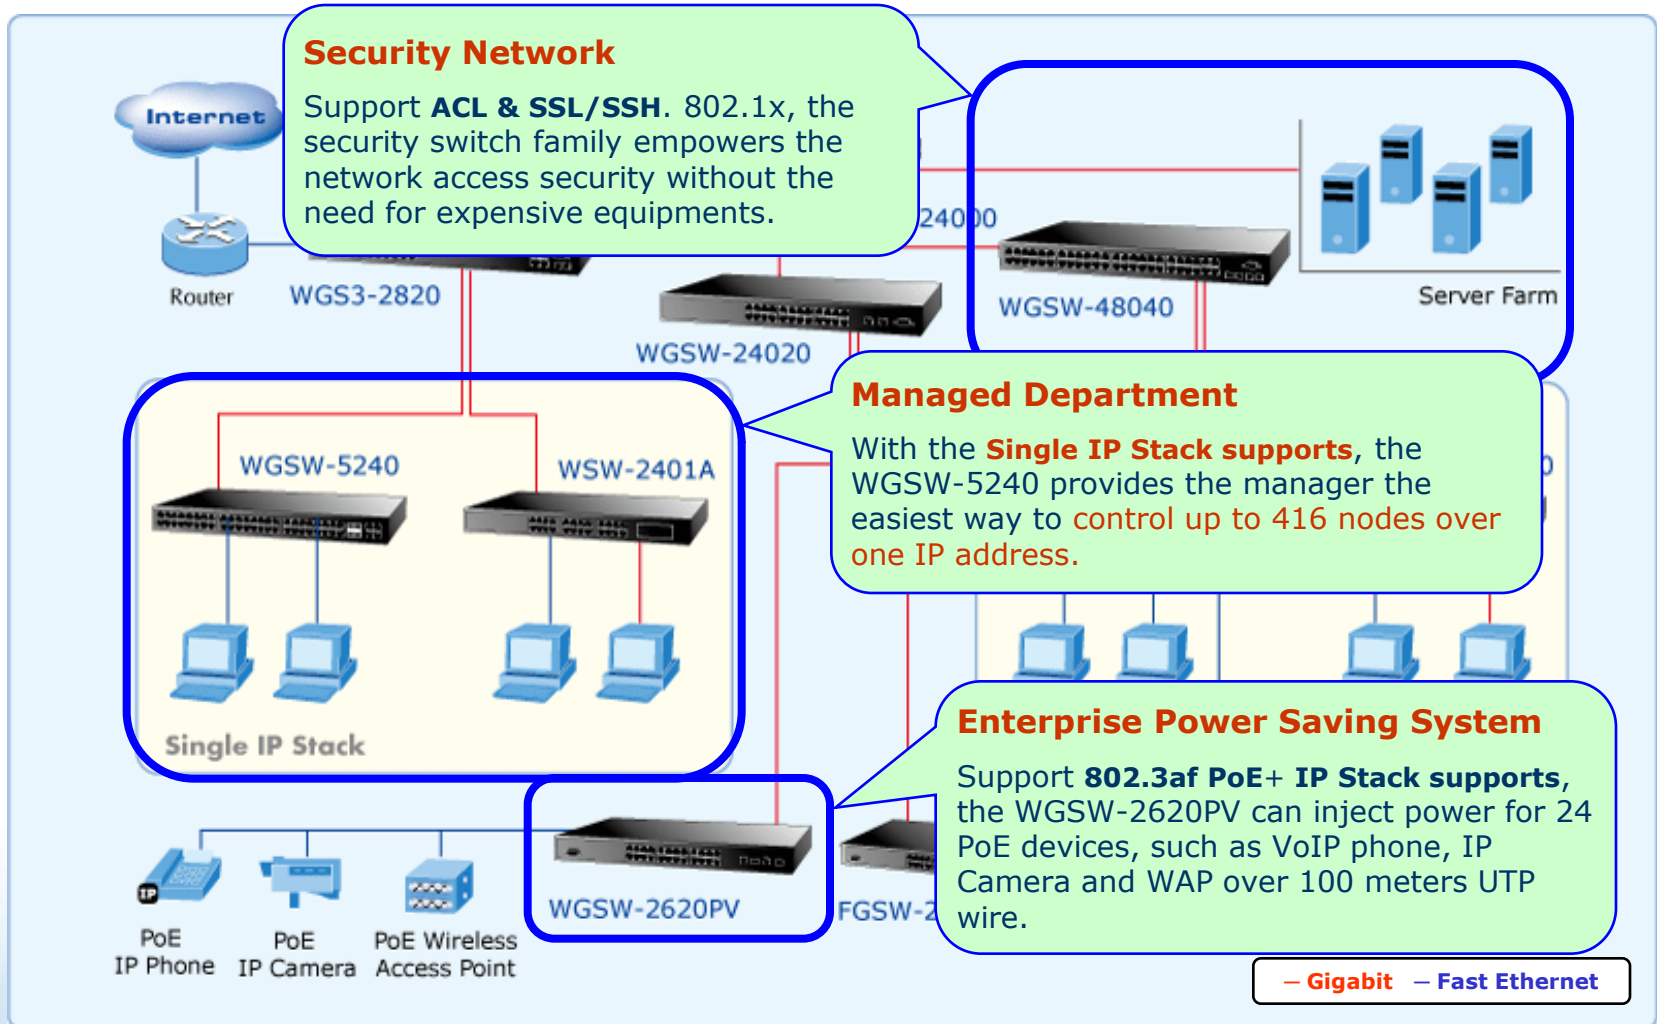 Security Network
Support ACL & SSL/SSH. 802.1x, the
security switch family empowers the
network access security without the
need for expensive equipments.
Internet
Router
WGS3-2820
24000
WGSW-24020
WGSW-48040
Server Farm
Managed Department
With the Single IP Stack supports, the
WGSW-5240 provides the manager the
easiest way to control up to 416 nodes over
one IP address.
WGSW-5240
WSW-2401A
0
Single IP Stack
Enterprise Power Saving System
Support 802.3af PoE+ IP Stack supports,
the WGSW-2620PV can inject power for 24
PoE devices, such as VoIP phone, IP
Camera and WAP over 100 meters UTP
wire.
WGSW-2620PV
FGSW-2
IP
PoE
IP Phone
PoE
IP Camera
PoE Wireless
Access Point
– Gigabit – Fast Ethernet